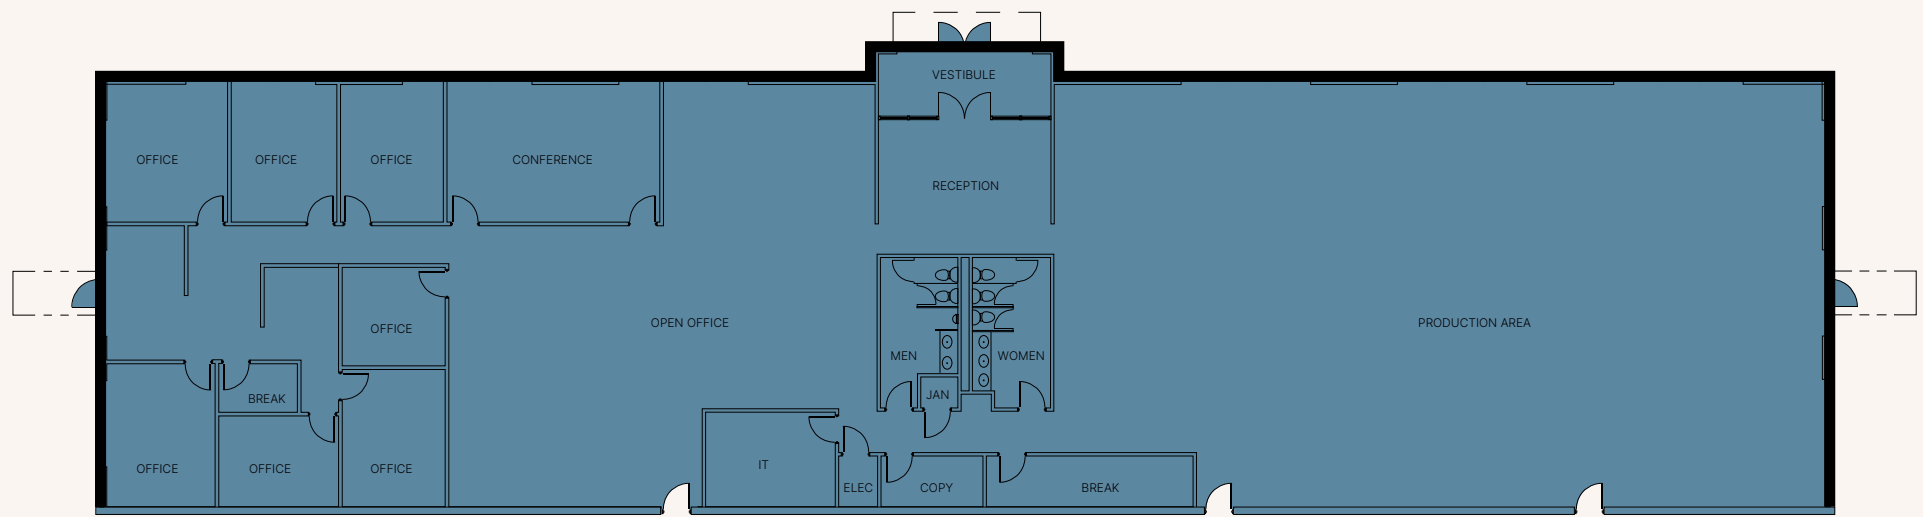 VESTIBULE
OFFICE
OFFICE
OFFICE
CONFERENCE
RECEPTION
OFFICE
OPEN OFFICE
PRODUCTION AREA
MEN
WOMEN
BREAK
JAN
OFFICE
OFFICE
OFFICE
IT
ELEC
COPY
BREAK